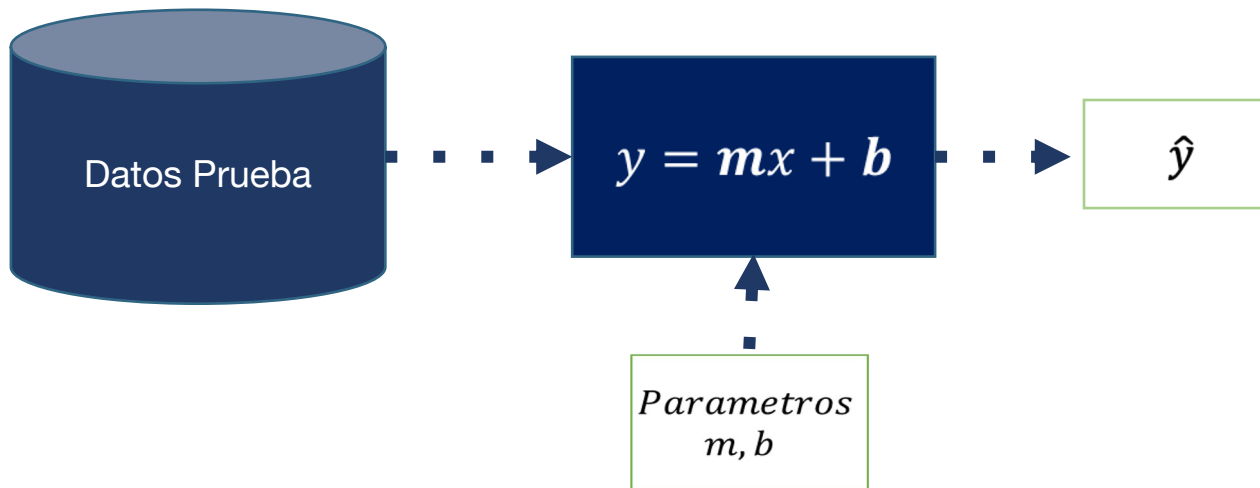 Datos Prueba
y = mx + b
ŷ
Parametros
m, b